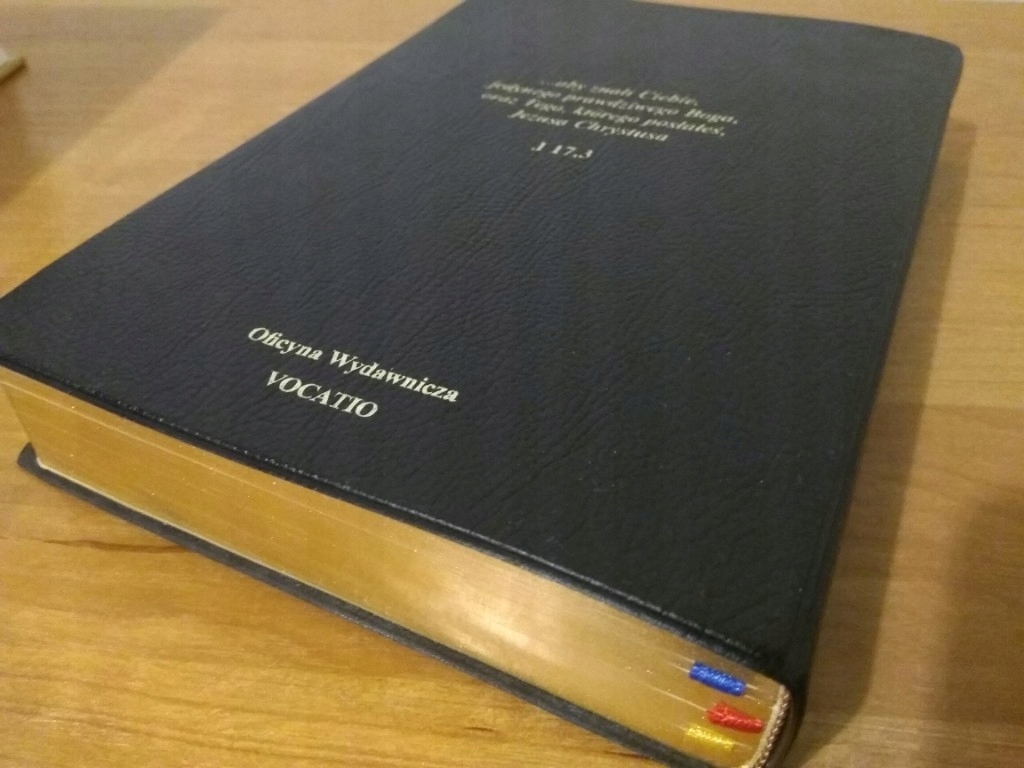 ...aby znali Ciebie,
jedynego prawdziwego Boga,
oraz Tego, którego posłałeś,
Jezusa Chrystusa
J 17,3
Oficyna Wydawnicza
VOCATIO